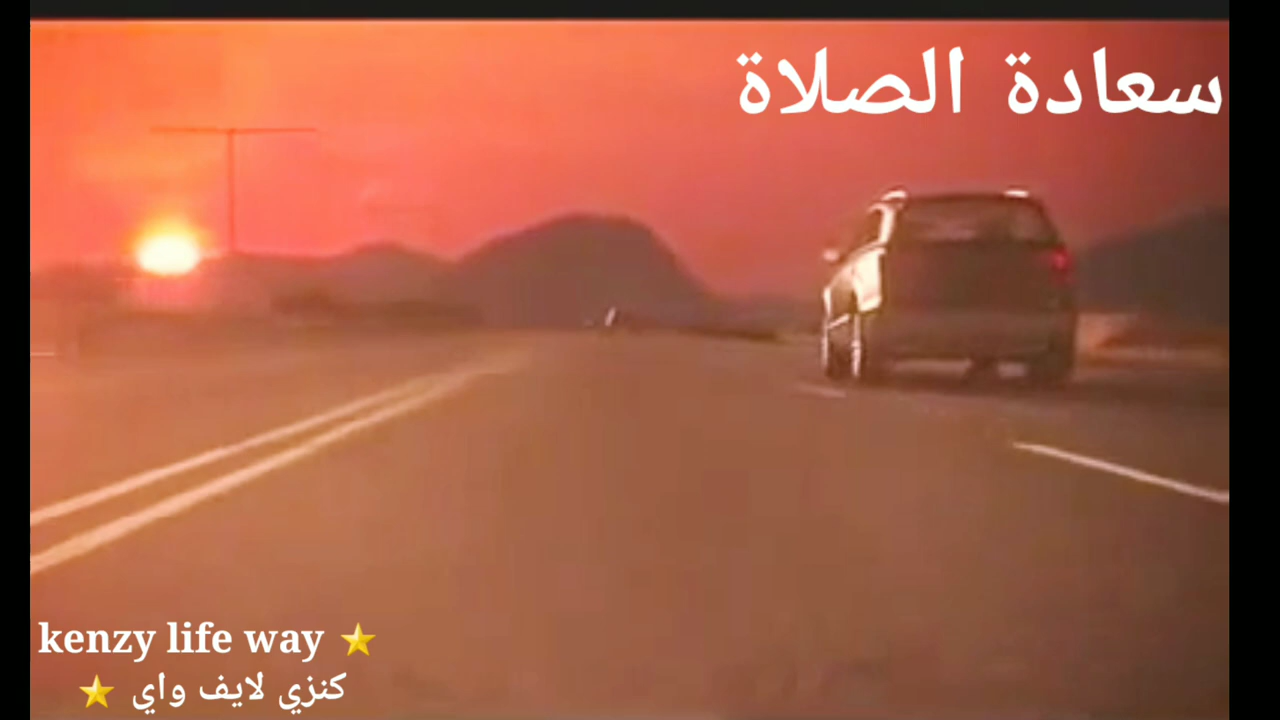 سعادة الصلاة
kenzy life way ⭐
كنزي لايف واي ⭐